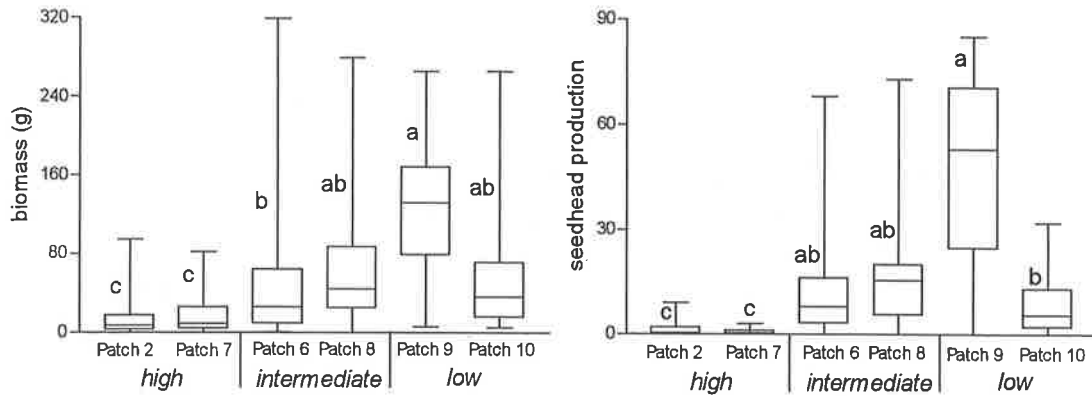 biomass (g)
320
240
160
80
0
c
c
b
ab
a
ab
Patch 2 Patch 7 Patch 6 Patch 8 Patch 9 Patch 10
high intermediate low
seedhead production
90
60
30
0
c
c
ab
ab
a
b
Patch 2 Patch 7 Patch 6 Patch 8 Patch 9 Patch 10
high intermediate low